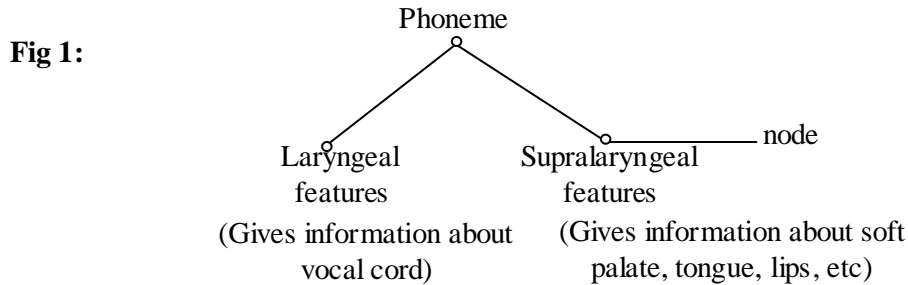 Phoneme
Fig 1:
node
Laryngeal
features
(Gives information about
vocal cord)
Supralaryngeal
features
(Gives information about soft
palate, tongue, lips, etc)